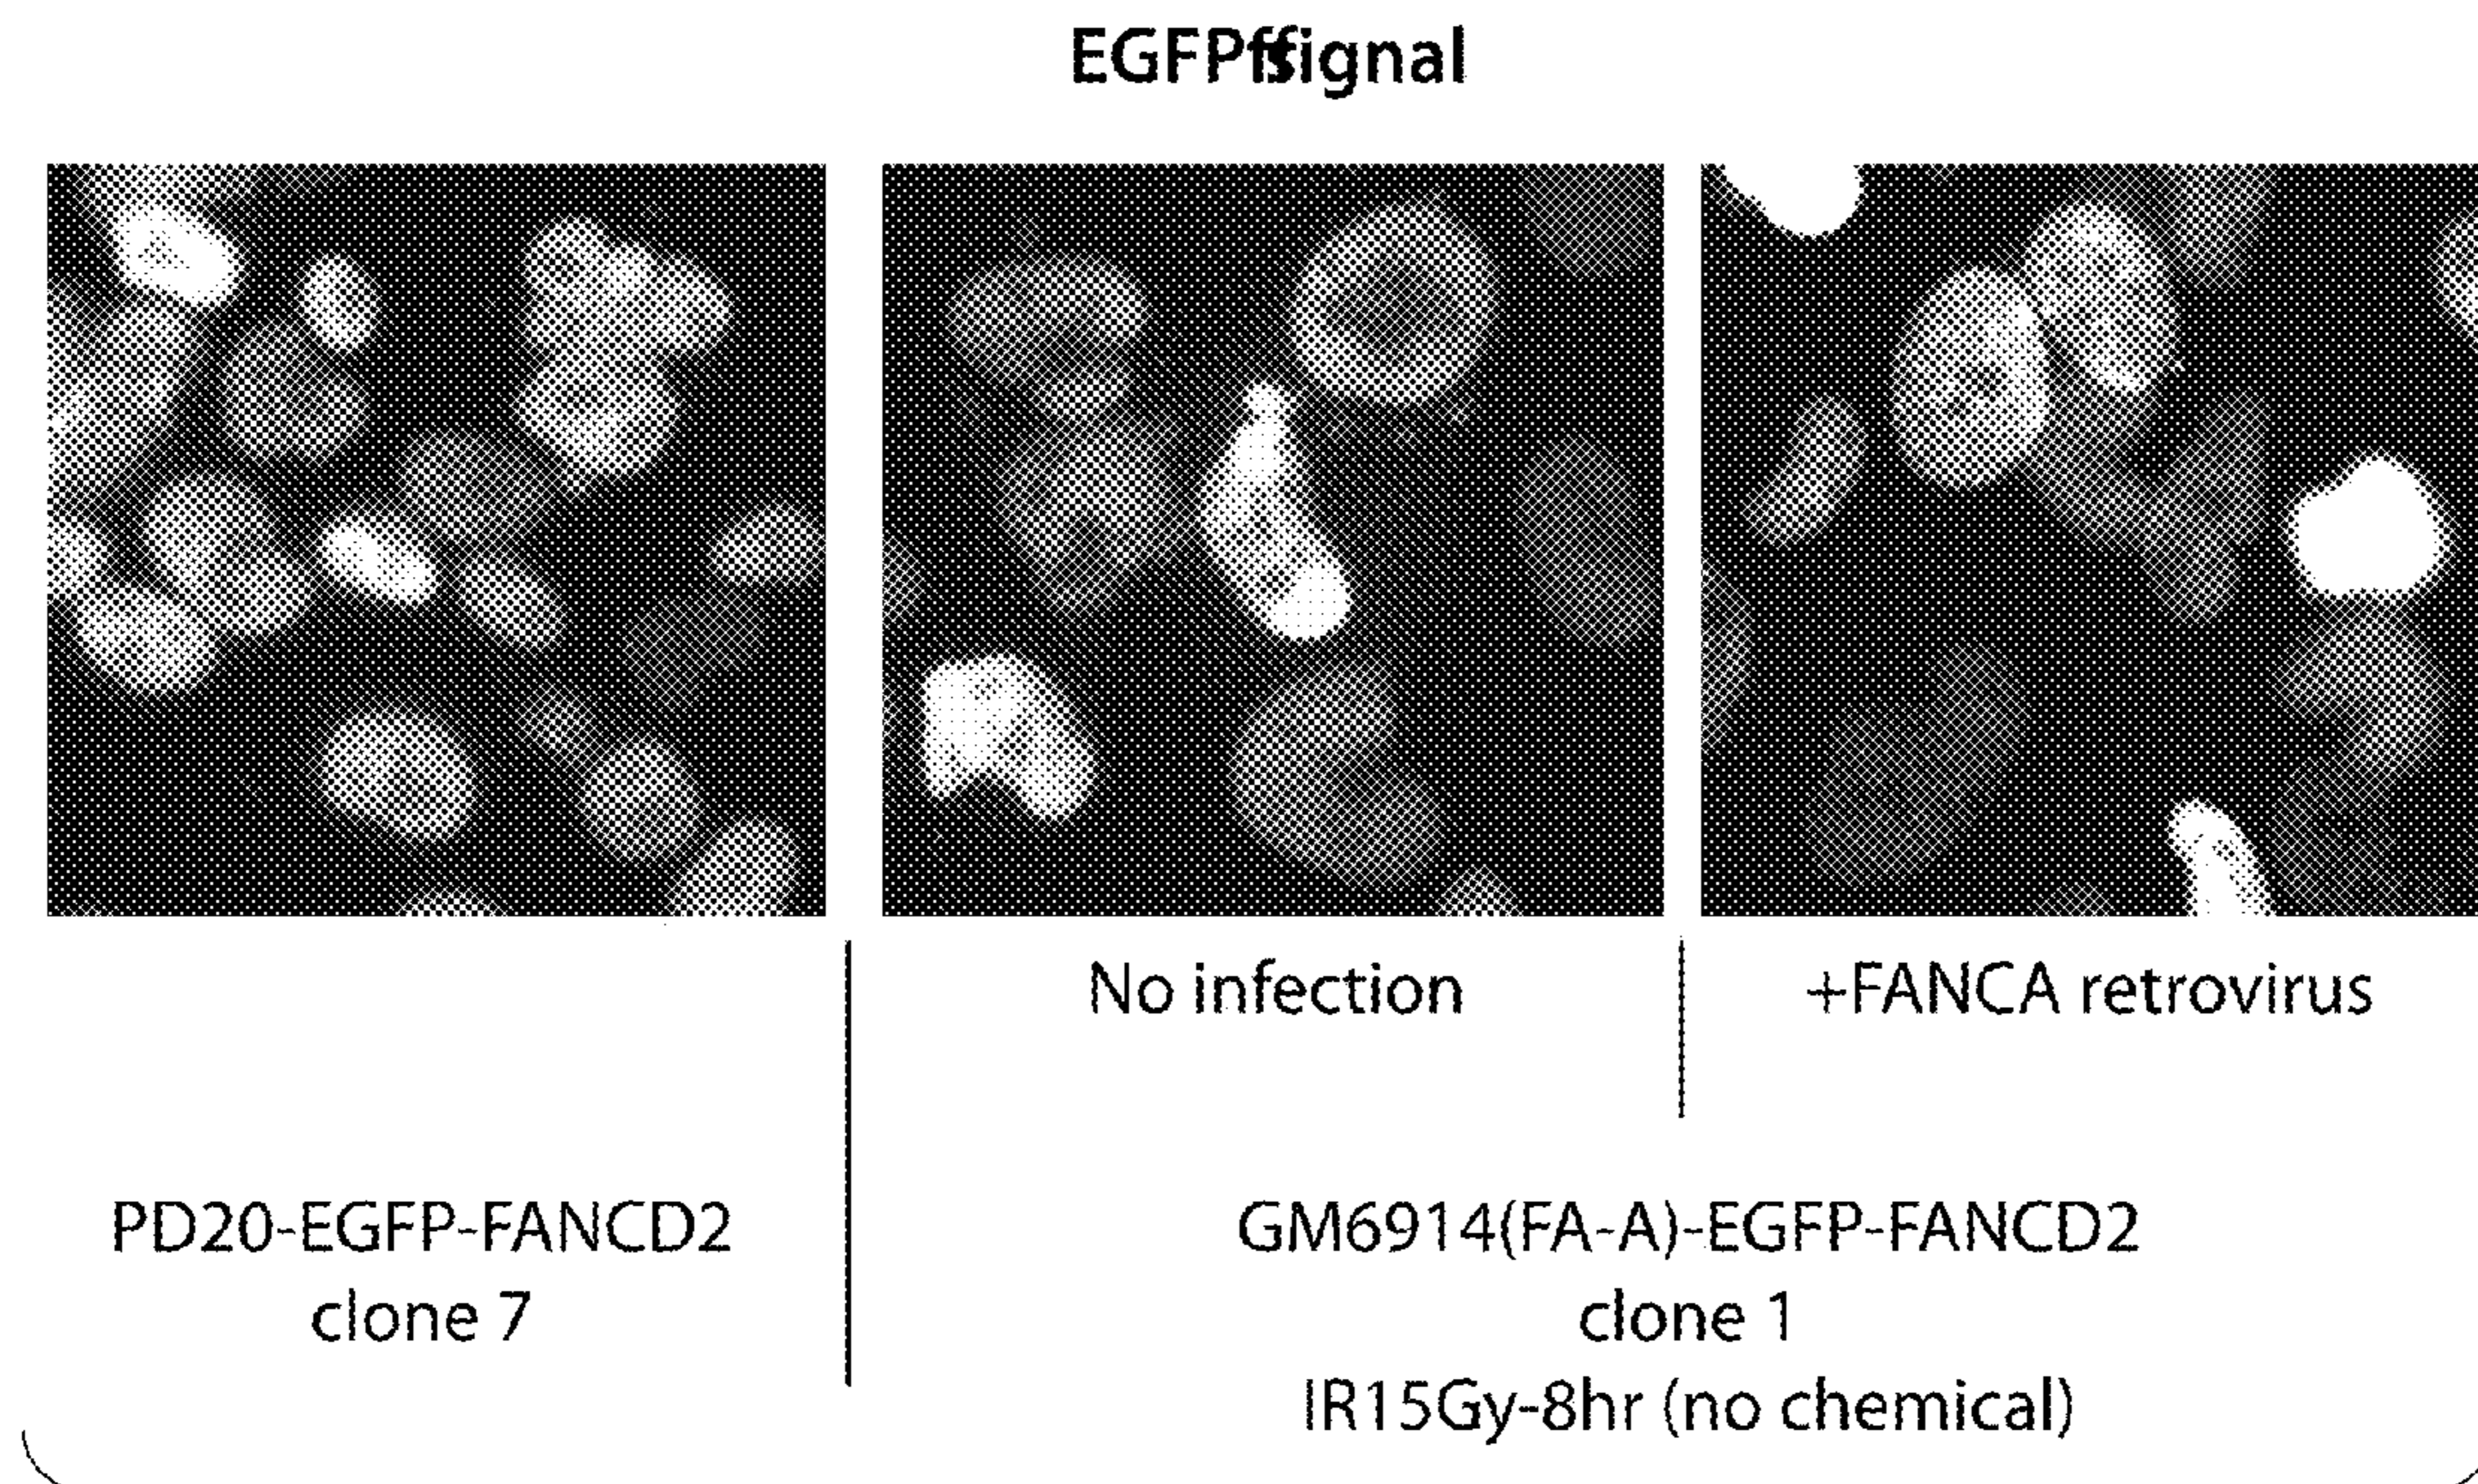 EGFPffsignal
No infection
+FANCA retrovirus
PD20-EGFP-FANCD2
clone 7
GM6914(FA-A)-EGFP-FANCD2
clone 1
IR15Gy-8hr (no chemical)